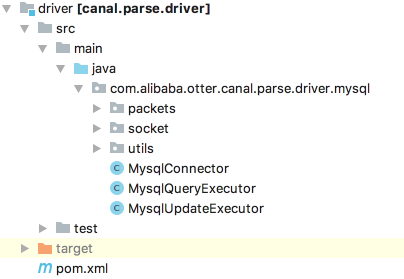 driver [canal.parse.driver]
src
main
java
com.alibaba.otter.canal.parse.driver.mysql
packets
socket
utils
C MysqlConnector
C MysqlQueryExecutor
C MysqlUpdateExecutor
test
target
m pom.xml